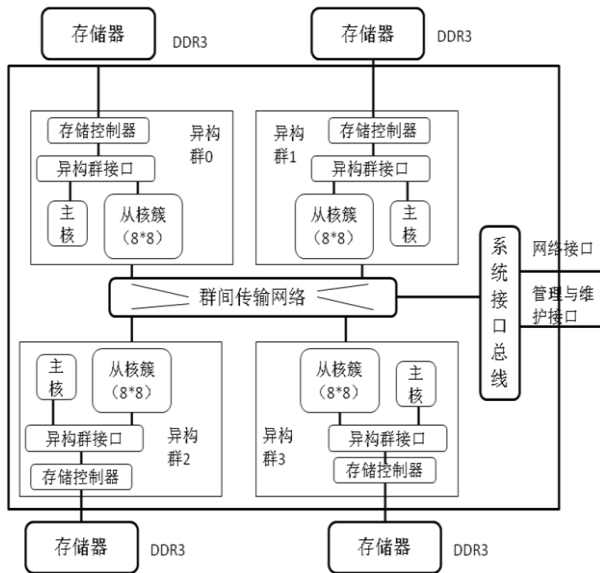 存储器
DDR3
存储器
DDR3
存储控制器
异构
群0
异构群接口
主
核
从核簇
（8*8）
异构
群1
存储控制器
异构群接口
从核簇
（8*8）
主
核
群间传输网络
系
统
接
口
总
线
网络接口
管理与维
护接口
主
核
从核簇
（8*8）
异构群接口
异构
群2
存储控制器
从核簇
（8*8）
主
核
异构
群3
异构群接口
存储控制器
存储器
DDR3
存储器
DDR3